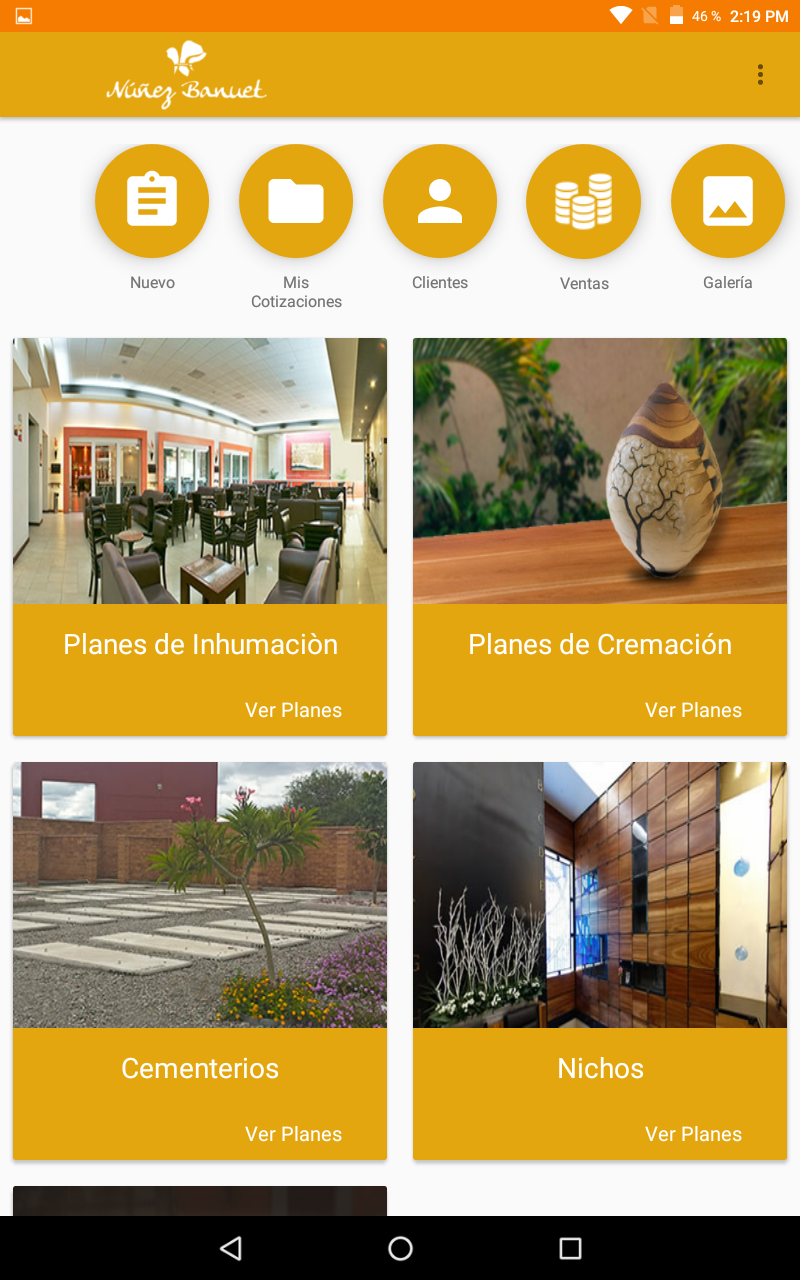 46 % 2:19 PM
Núñez Banuet
Nuevo
Mis
Cotizaciones
Clientes
Ventas
Galería
Planes de Inhumaciòn
Ver Planes
Planes de Cremación
Ver Planes
Cementerios
Ver Planes
Nichos
Ver Planes